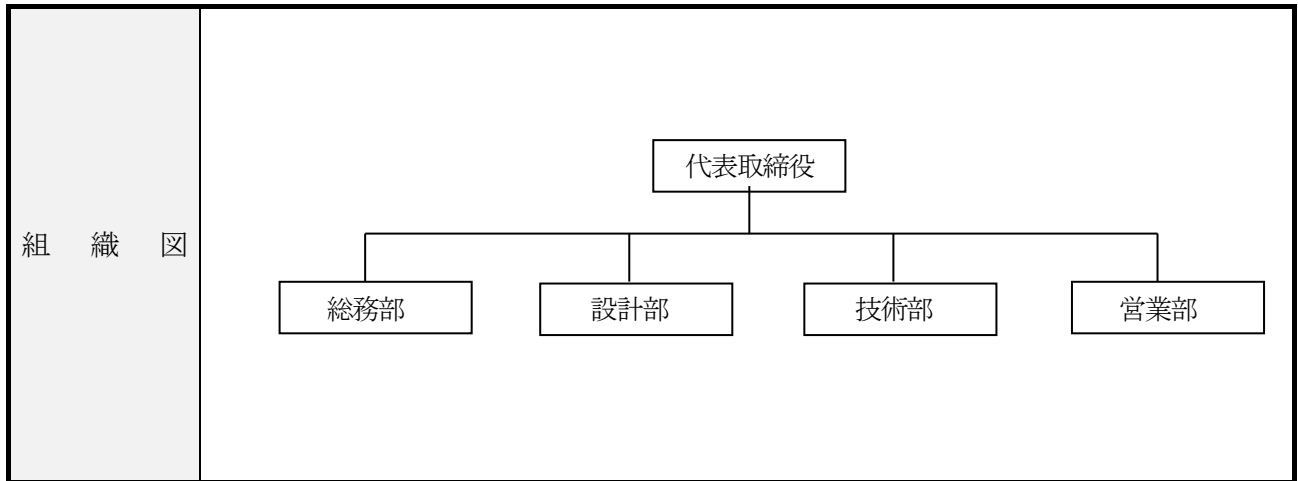 組織図
代表取締役
総務部
設計部
技術部
営業部